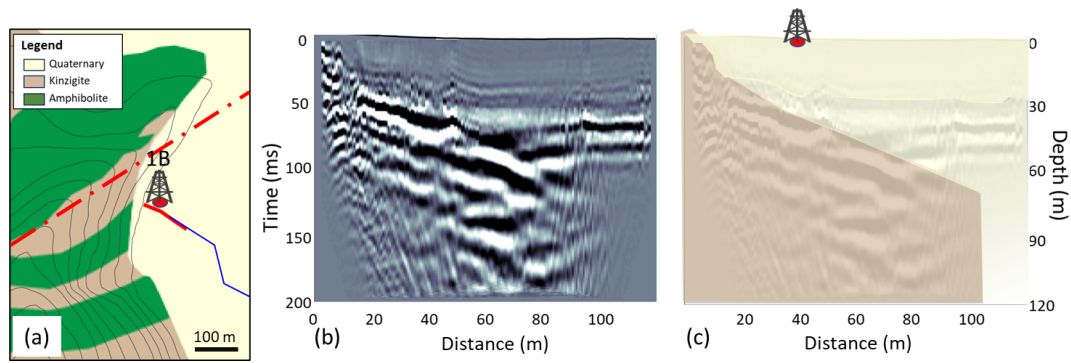 Legend
Quaternary
Kinzigite
Amphibolite
1B
(a)
100 m
0
50
100
150
200
Time (ms)
0
20
40
60
80
100
(b)
Distance (m)
0
30
60
90
120
Depth (m)
20
40
60
80
100
(c)
Distance (m)